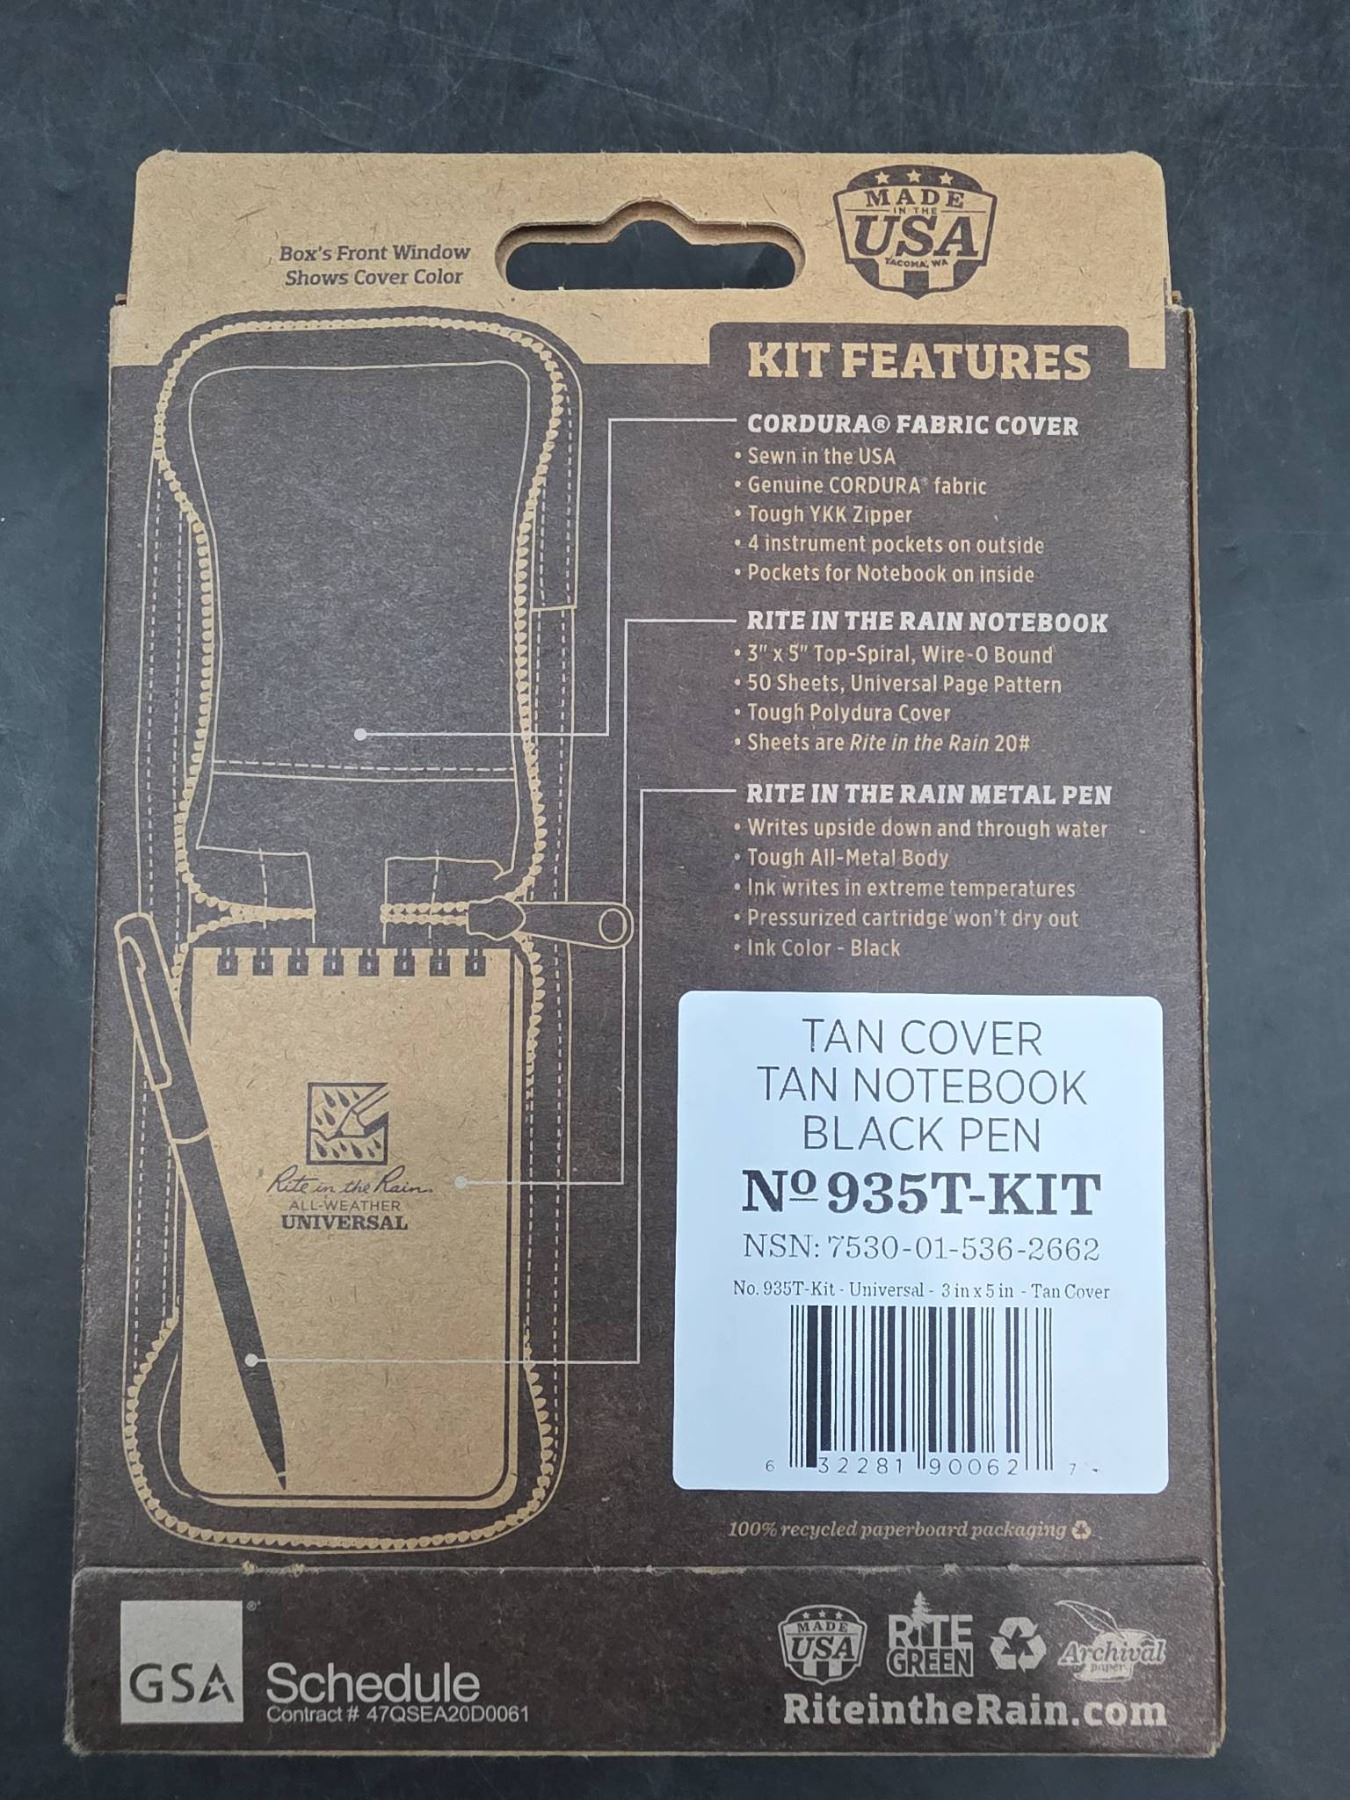 MADE
IN THE
USA
TACOMA, WA
Box's Front Window
Shows Cover Color
KIT FEATURES
CORDURA® FABRIC COVER
• Sewn in the USA
• Genuine CORDURA® fabric
• Tough YKK Zipper
• 4 instrument pockets on outside
• Pockets for Notebook on inside
RITE IN THE RAIN NOTEBOOK
• 3" x 5" Top-Spiral, Wire-O Bound
• 50 Sheets, Universal Page Pattern
• Tough Polydura Cover
• Sheets are Rite in the Rain 20#
RITE IN THE RAIN METAL PEN
• Writes upside down and through water
• Tough All-Metal Body
• Ink writes in extreme temperatures
• Pressurized cartridge won't dry out
• Ink Color - Black
Rite in the Rain
ALL-WEATHER
UNIVERSAL
TAN COVER
TAN NOTEBOOK
BLACK PEN
Nº 935T-KIT
NSN: 7530-01-536-2662
No. 935T-Kit - Universal - 3 in x 5 in - Tan Cover
6 32281 90062 7
100% recycled paperboard packaging
GSA
®
Schedule
Contract # 47QSEA20D0061
MADE
USA
RITE
GREEN
Archival
paper
RiteintheRain.com